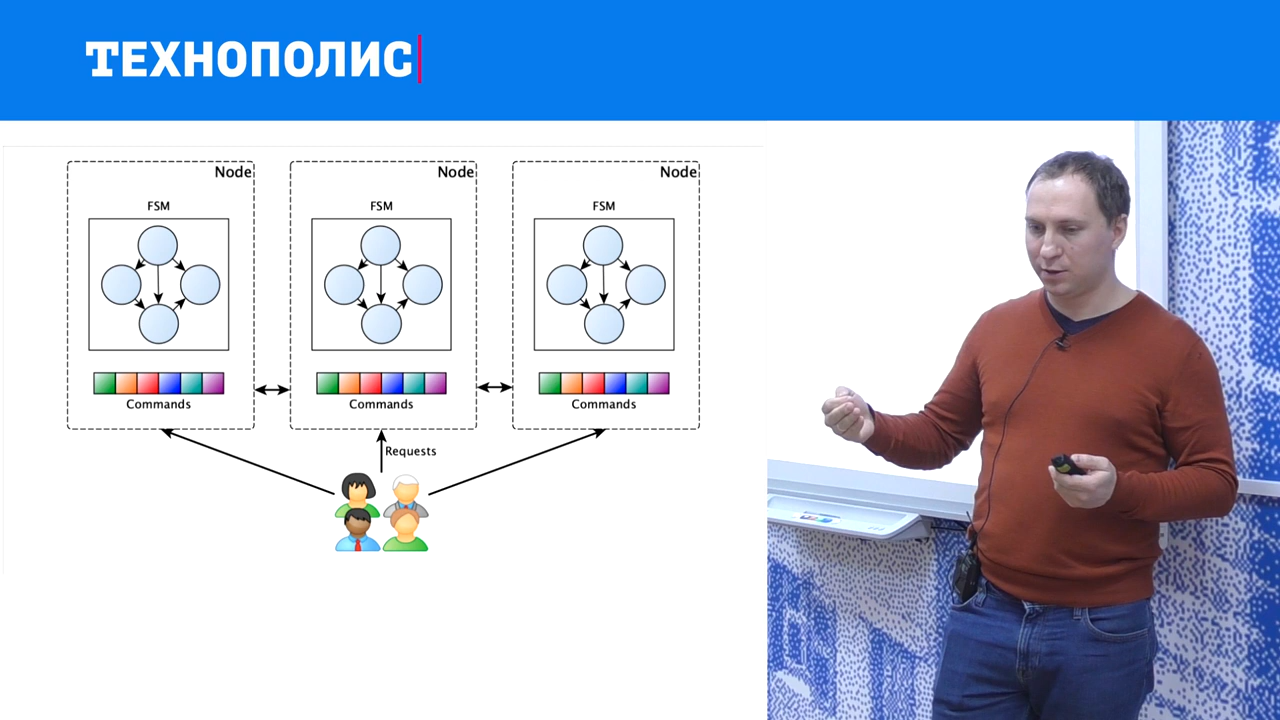 ТЕХНОПОЛИС
Node
FSM
Commands
Node
FSM
Commands
Node
FSM
Commands
Requests